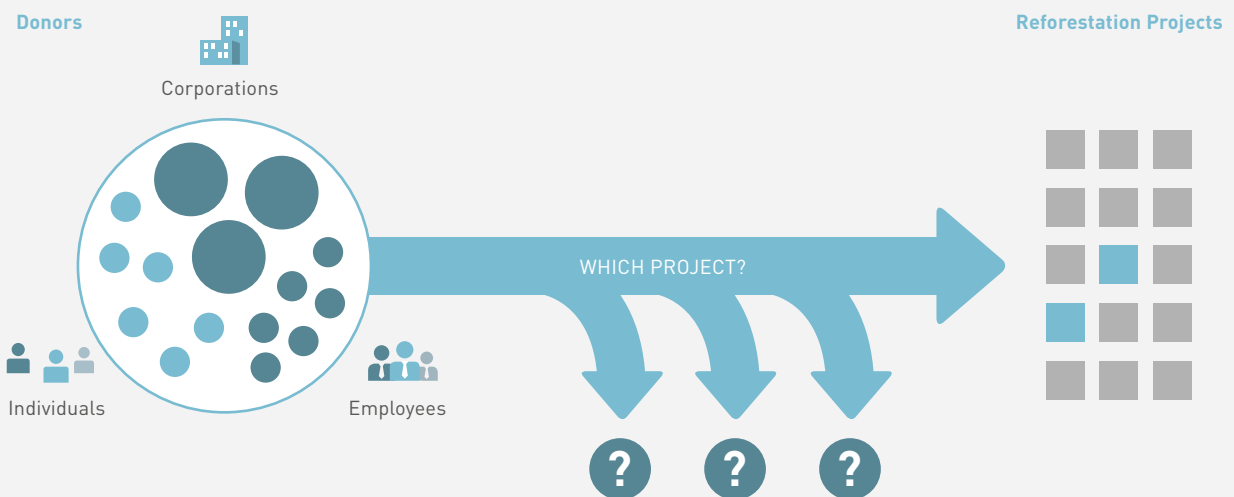 Donors
Reforestation Projects
Corporations
WHICH PROJECT?
Individuals
Employees
? ? ?